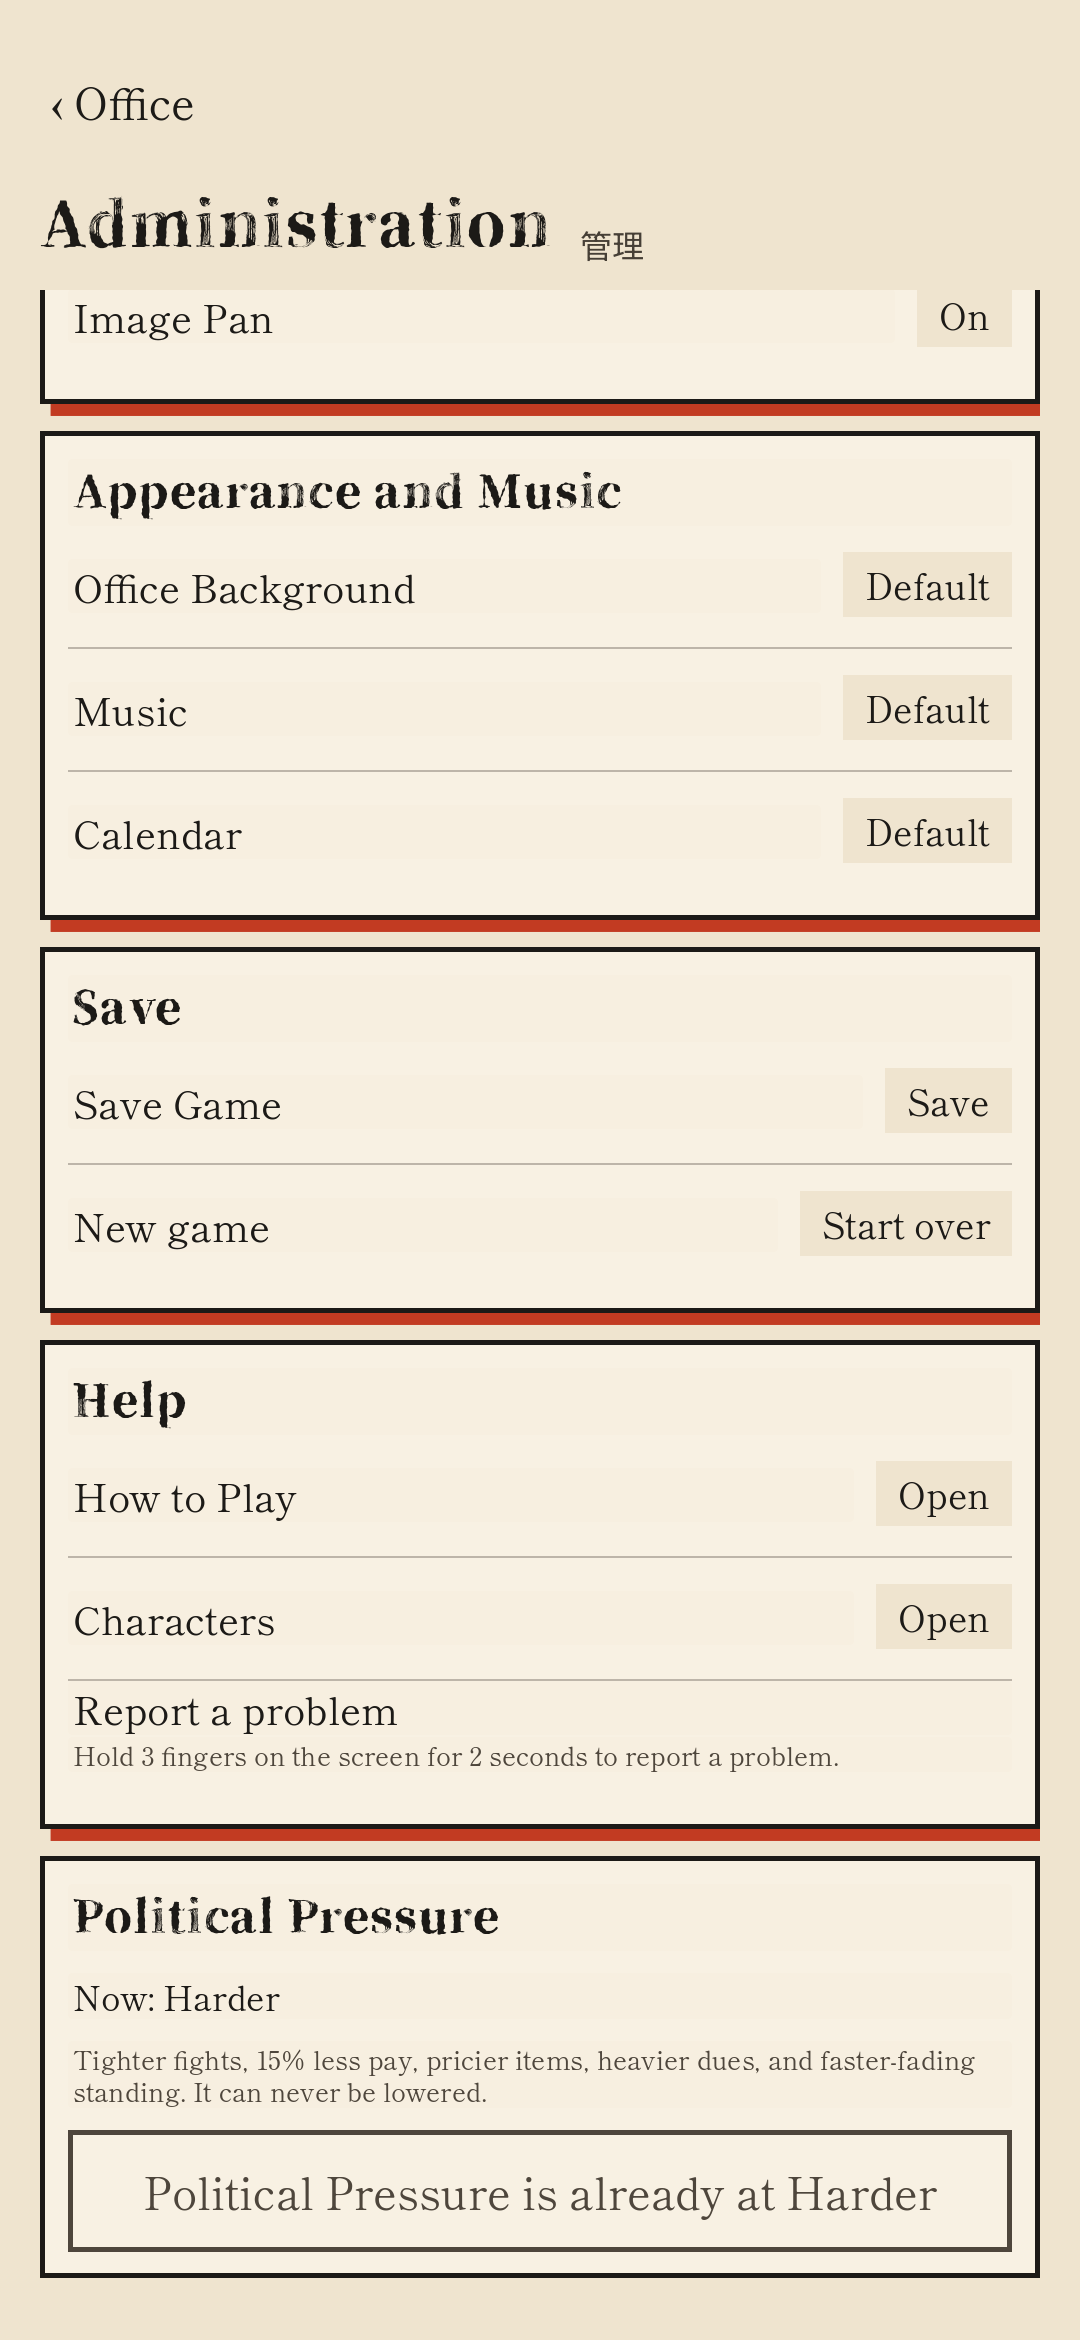 ‹ Office
Administration 管理
Image Pan On
Appearance and Music
Office Background Default
Music Default
Calendar Default
Save
Save Game Save
New game Start over
Help
How to Play Open
Characters Open
Report a problem
Hold 3 fingers on the screen for 2 seconds to report a problem.
Political Pressure
Now: Harder
Tighter fights, 15% less pay, pricier items, heavier dues, and faster-fading
standing. It can never be lowered.
Political Pressure is already at Harder